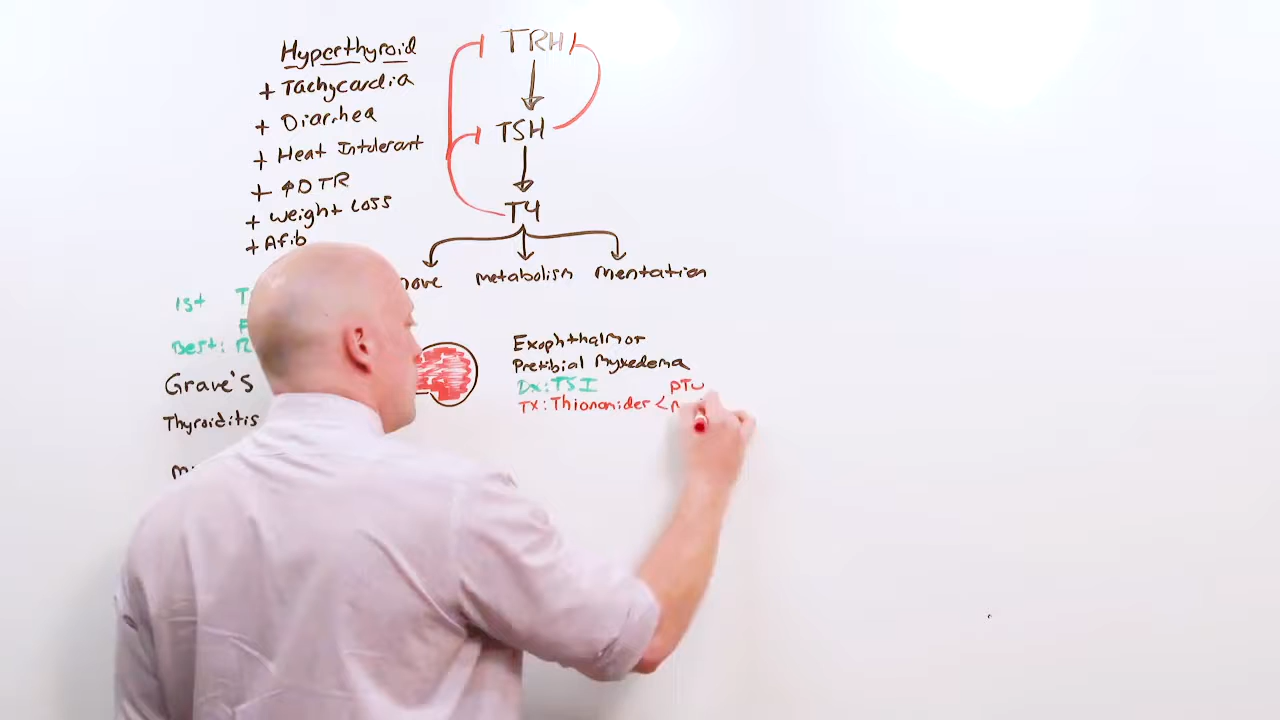 Hyperthyroid
+ Tachycardia
+ Diarrhea
+ Heat Intolerant
+ ↑DTR
+ Weight Loss
+ Afib
TRH
TSH
T4
metabolism
mentation
1st
Best:
Grave's
Thyroiditis
Exophthalmos
Pretibial Myxedema
Dx: TSI
Tx: Thionamides <
PTU